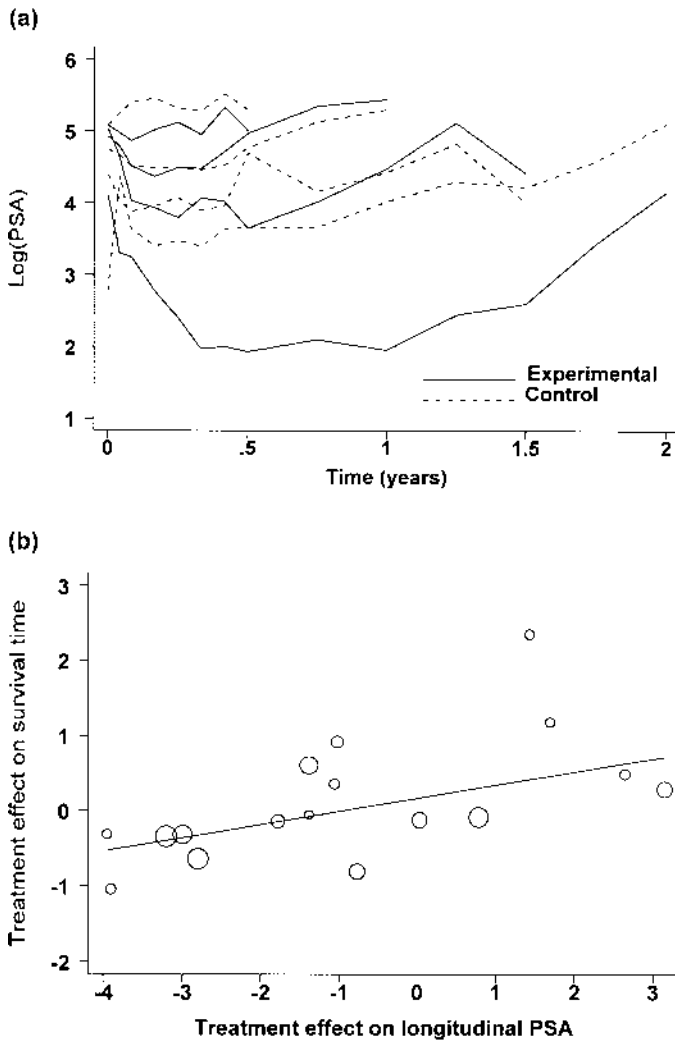 (a)
6
5
4
3
2
1
Log(PSA)
Experimental
Control
0 .5 1 1.5 2
Time (years)
(b)
3
2
1
0
-1
-2
Treatment effect on survival time
-4 -3 -2 -1 0 1 2 3
Treatment effect on longitudinal PSA